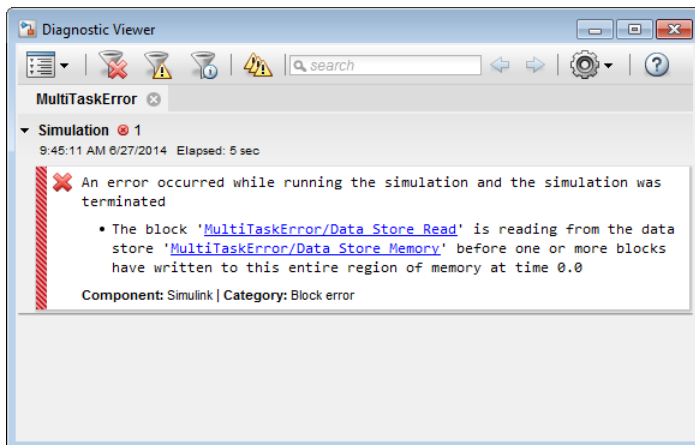 Diagnostic Viewer
search
MultiTaskError
Simulation 1
9:45:11 AM 6/27/2014 Elapsed: 5 sec
An error occurred while running the simulation and the simulation was
terminated
• The block 'MultiTaskError/Data Store Read' is reading from the data
store 'MultiTaskError/Data Store Memory' before one or more blocks
have written to this entire region of memory at time 0.0
Component: Simulink | Category: Block error